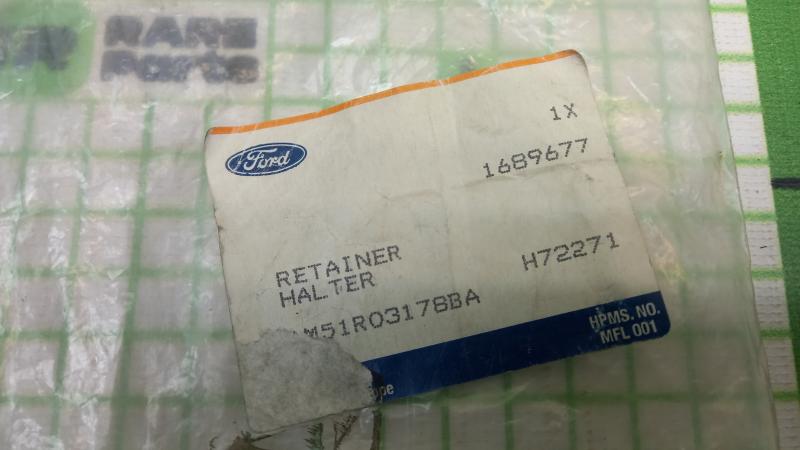 RARE
Parts
Ford
1X
1689677
RETAINER
HALTER
H72271
M51R03178BA
HPMS. NO.
MFL 001